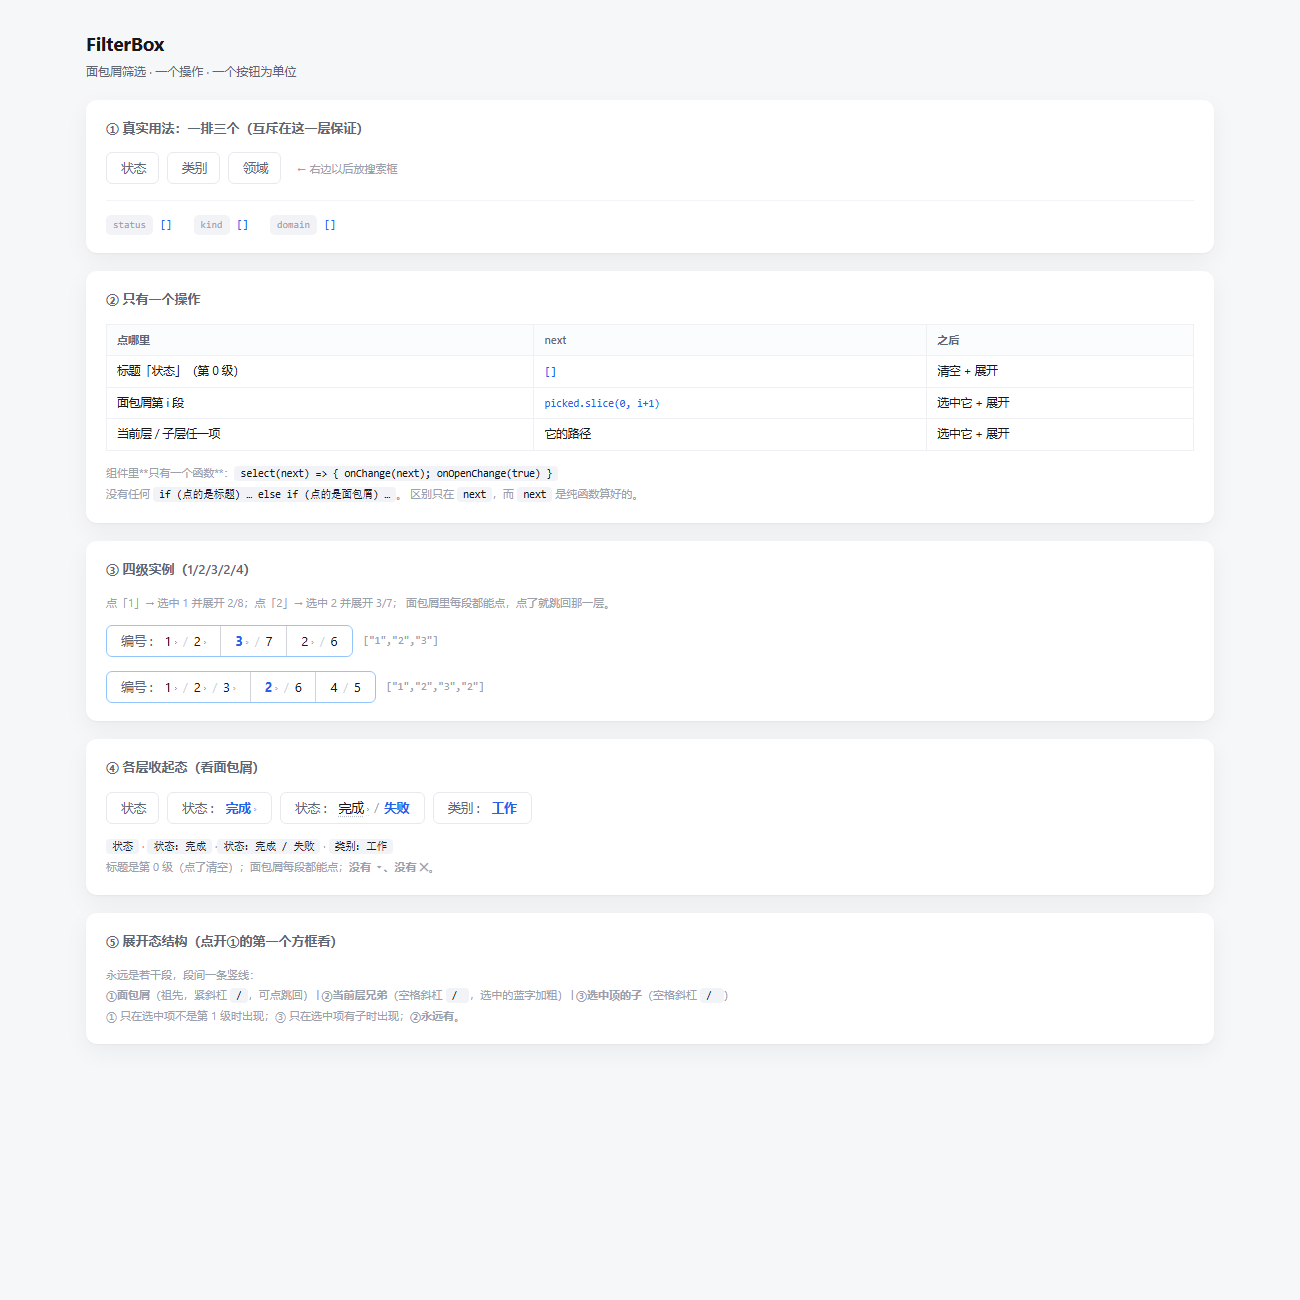 FilterBox
面包屑筛选 · 一个操作 · 一个按钮为单位
① 真实用法：一排三个（互斥在这一层保证）
状态 类别 领域 ← 右边以后放搜索框
status [] kind [] domain []
② 只有一个操作
点哪里 next 之后
标题「状态」（第 0 级） [] 清空 + 展开
面包屑第 i 段 picked.slice(0, i+1) 选中它 + 展开
当前层 / 子层任一项 它的路径 选中它 + 展开
组件里**只有一个函数**： select(next) => { onChange(next); onOpenChange(true) }
没有任何 if (点的是标题) … else if (点的是面包屑) … 。 区别只在 next ，而 next 是纯函数算好的。
③ 四级实例（1/2/3/2/4）
点「1」→ 选中 1 并展开 2/8；点「2」→ 选中 2 并展开 3/7； 面包屑里每段都能点，点了就跳回那一层。
编号： 1 › / 2 › 3 › / 7 2 › / 6 ["1","2","3"]
编号： 1 › / 2 › / 3 › 2 › / 6 4 / 5 ["1","2","3","2"]
④ 各层收起态（看面包屑）
状态 状态： 完成 › 状态： 完成 › / 失败 类别： 工作
状态 · 状态：完成 · 状态：完成 / 失败 · 类别：工作
标题是第 0 级（点了清空）；面包屑每段都能点；没有 ▾、没有 ✕。
⑤ 展开态结构（点开①的第一个方框看）
永远是若干段，段间一条竖线：
①面包屑（祖先，紧斜杠 / ，可点跳回） | ②当前层兄弟（空格斜杠 / ，选中的蓝字加粗） | ③选中顶的子（空格斜杠 / ）
① 只在选中项不是第 1 级时出现；③ 只在选中项有子时出现；②永远有。